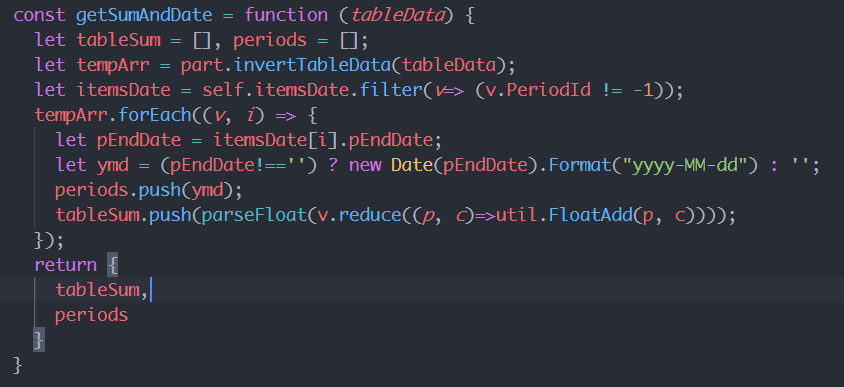 const getSumAndDate = function (tableData) {
  let tableSum = [], periods = [];
  let tempArr = part.invertTableData(tableData);
  let itemsDate = self.itemsDate.filter(v=> (v.PeriodId != -1));
  tempArr.forEach((v, i) => {
    let pEndDate = itemsDate[i].pEndDate;
    let ymd = (pEndDate!=='') ? new Date(pEndDate).Format("yyyy-MM-dd") : '';
    periods.push(ymd);
    tableSum.push(parseFloat(v.reduce((p, c)=>util.FloatAdd(p, c))));
  });
  return {
    tableSum,
    periods
  }
}